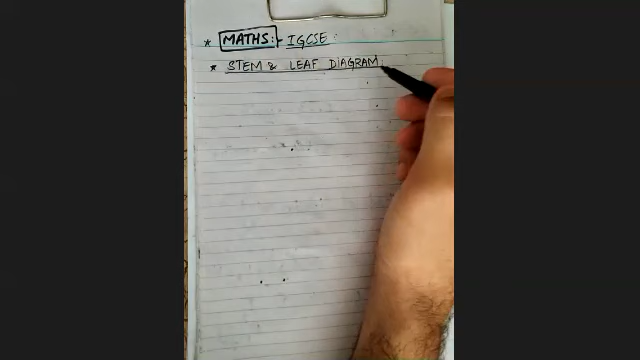 * MATHS:- IGCSE:
* STEM & LEAF DIAGRAM: